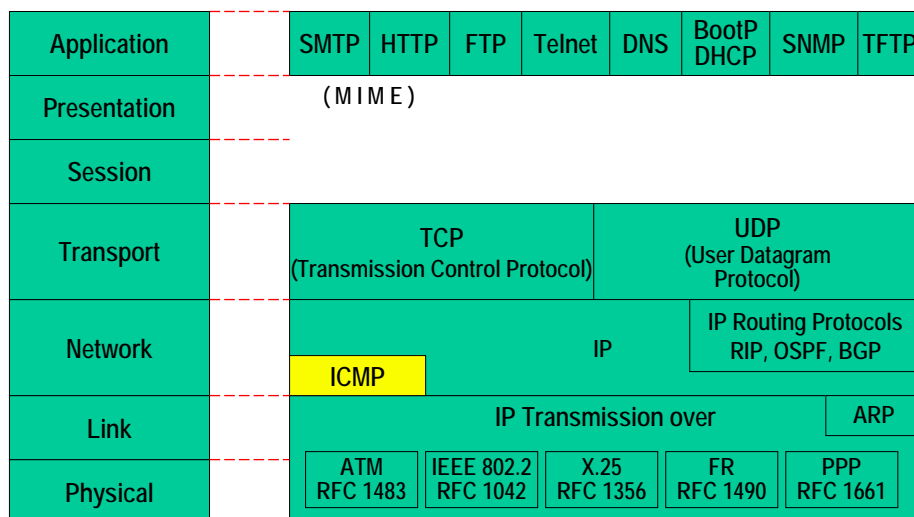 Application
SMTP
HTTP
FTP
Telnet
DNS
BootP
DHCP
SNMP
TFTP
Presentation
(MIME)
Session
Transport
TCP
(Transmission Control Protocol)
UDP
(User Datagram
Protocol)
Network
IP
IP Routing Protocols
RIP, OSPF, BGP
ICMP
Link
IP Transmission over
ARP
Physical
ATM
RFC 1483
IEEE 802.2
RFC 1042
X.25
RFC 1356
FR
RFC 1490
PPP
RFC 1661